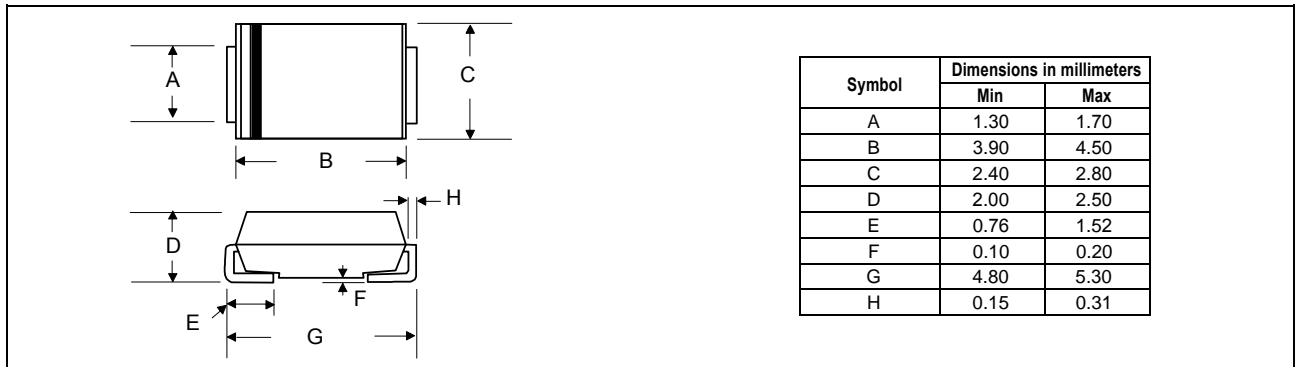 A
C
B
H
D
F
E
G
Symbol Dimensions in millimeters
Min Max
A 1.30 1.70
B 3.90 4.50
C 2.40 2.80
D 2.00 2.50
E 0.76 1.52
F 0.10 0.20
G 4.80 5.30
H 0.15 0.31